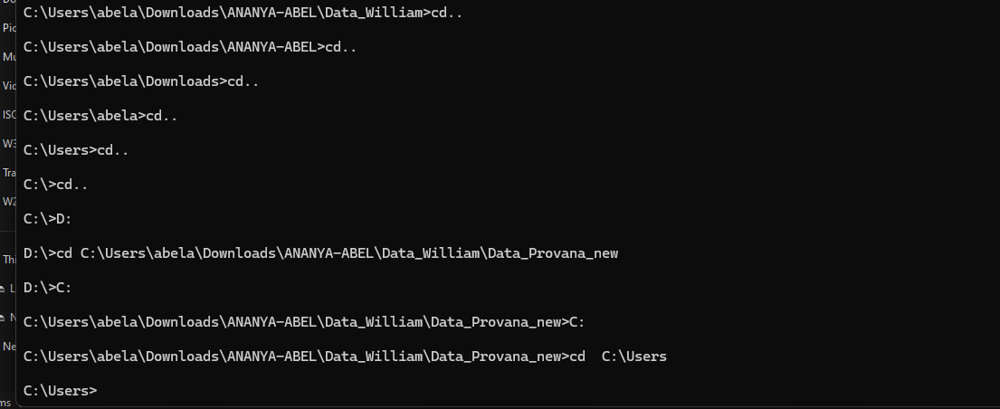 Pic
C:\Users\abela\Downloads\ANANYA-ABEL\Data_William>cd..
C:\Users\abela\Downloads\ANANYA-ABEL>cd..
Mu
C:\Users\abela\Downloads>cd..
Vic
C:\Users\abela>cd..
ISC
C:\Users>cd..
W3
C:\>cd..
Tra
W2
C:\>D:
D:\>cd C:\Users\abela\Downloads\ANANYA-ABEL\Data_William\Data_Provana_new
Thi
D:\>C:
L
C:\Users\abela\Downloads\ANANYA-ABEL\Data_William\Data_Provana_new>C:
N
Ne
C:\Users\abela\Downloads\ANANYA-ABEL\Data_William\Data_Provana_new>cd  C:\Users
C:\Users>
ms